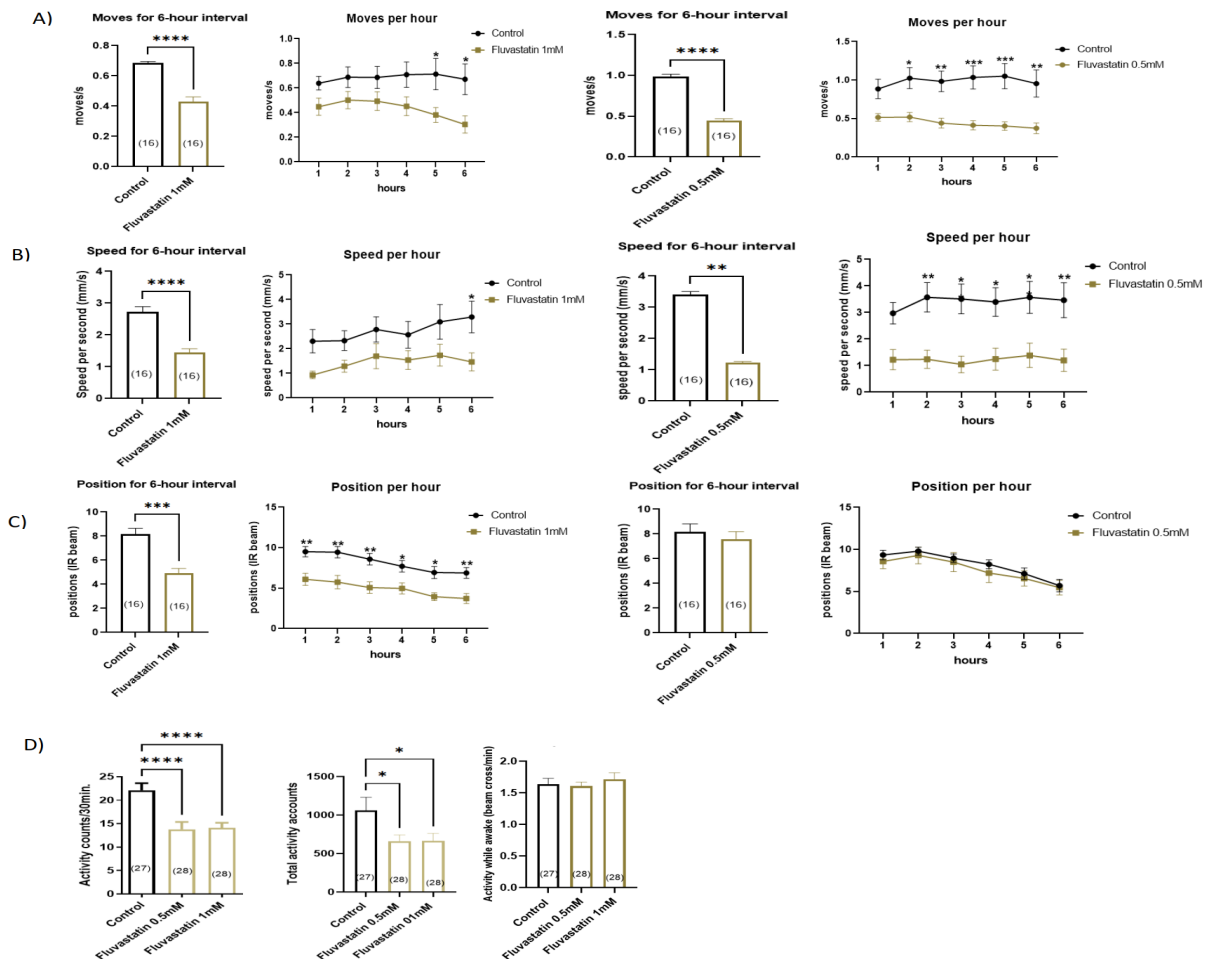 A)
Moves for 6-hour interval
****
moves/s
0.8
0.6
0.4
0.2
0.0
(16)
(16)
Control
Fluvastatin 1mM
Moves per hour
Control
Fluvastatin 1mM
* *
moves/s
1.0
0.8
0.6
0.4
0.2
0.0
1 2 3 4 5 6
hours
Moves for 6-hour interval
****
moves/s
1.5
1.0
0.5
0.0
(16)
(16)
Control
Fluvastatin 0.5mM
Moves per hour
Control
Fluvastatin 0.5mM
* ** *** *** **
moves/s
1.5
1.0
0.5
0.0
1 2 3 4 5 6
hours
B)
Speed for 6-hour interval
****
Speed per second (mm/s)
4
3
2
1
0
(16)
(16)
Control
Fluvastatin 1mM
Speed per hour
Control
Fluvastatin 1mM
*
speed per second (mm/s)
5
4
3
2
1
0
1 2 3 4 5 6
hours
Speed for 6-hour interval
**
speed per second (mm/s)
4
3
2
1
0
(16)
(16)
Control
Fluvastatin 0.5mM
Speed per hour
Control
Fluvastatin 0.5mM
** * * * **
speed per second (mm/s)
5
4
3
2
1
0
1 2 3 4 5 6
hours
C)
Position for 6-hour interval
***
positions (IR beam)
10
8
6
4
2
0
(16)
(16)
Control
Fluvastatin 1mM
Position per hour
Control
Fluvastatin 1mM
** ** ** * * **
positions (IR beam)
15
10
5
0
1 2 3 4 5 6
hours
Position for 6-hour interval
positions (IR beam)
10
8
6
4
2
0
(16)
(16)
Control
Fluvastatin 0.5mM
Position per hour
Control
Fluvastatin 0.5mM
positions (IR beam)
15
10
5
0
1 2 3 4 5 6
hours
D)
****
****
Activity counts/30min.
25
20
15
10
5
0
(27)
(28)
(28)
Control
Fluvastatin 0.5mM
Fluvastatin 1mM
*
*
Total activity accounts
1500
1000
500
0
(27)
(28)
(28)
Control
Fluvastatin 0.5mM
Fluvastatin 01mM
Activity while awake (beam cross/min)
2.0
1.5
1.0
0.5
0.0
(27)
(28)
(28)
Control
Fluvastatin 0.5mM
Fluvastatin 1mM